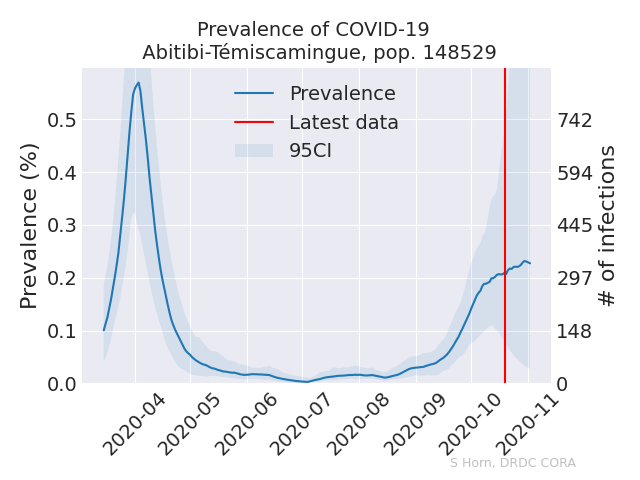 Prevalence of COVID-19
Abitibi-Témiscamingue, pop. 148529
Prevalence
Latest data
95CI
Prevalence (%)
0.5
0.4
0.3
0.2
0.1
0.0
# of infections
742
594
445
297
148
0
2020-04
2020-05
2020-06
2020-07
2020-08
2020-09
2020-10
2020-11
S Horn, DRDC CORA